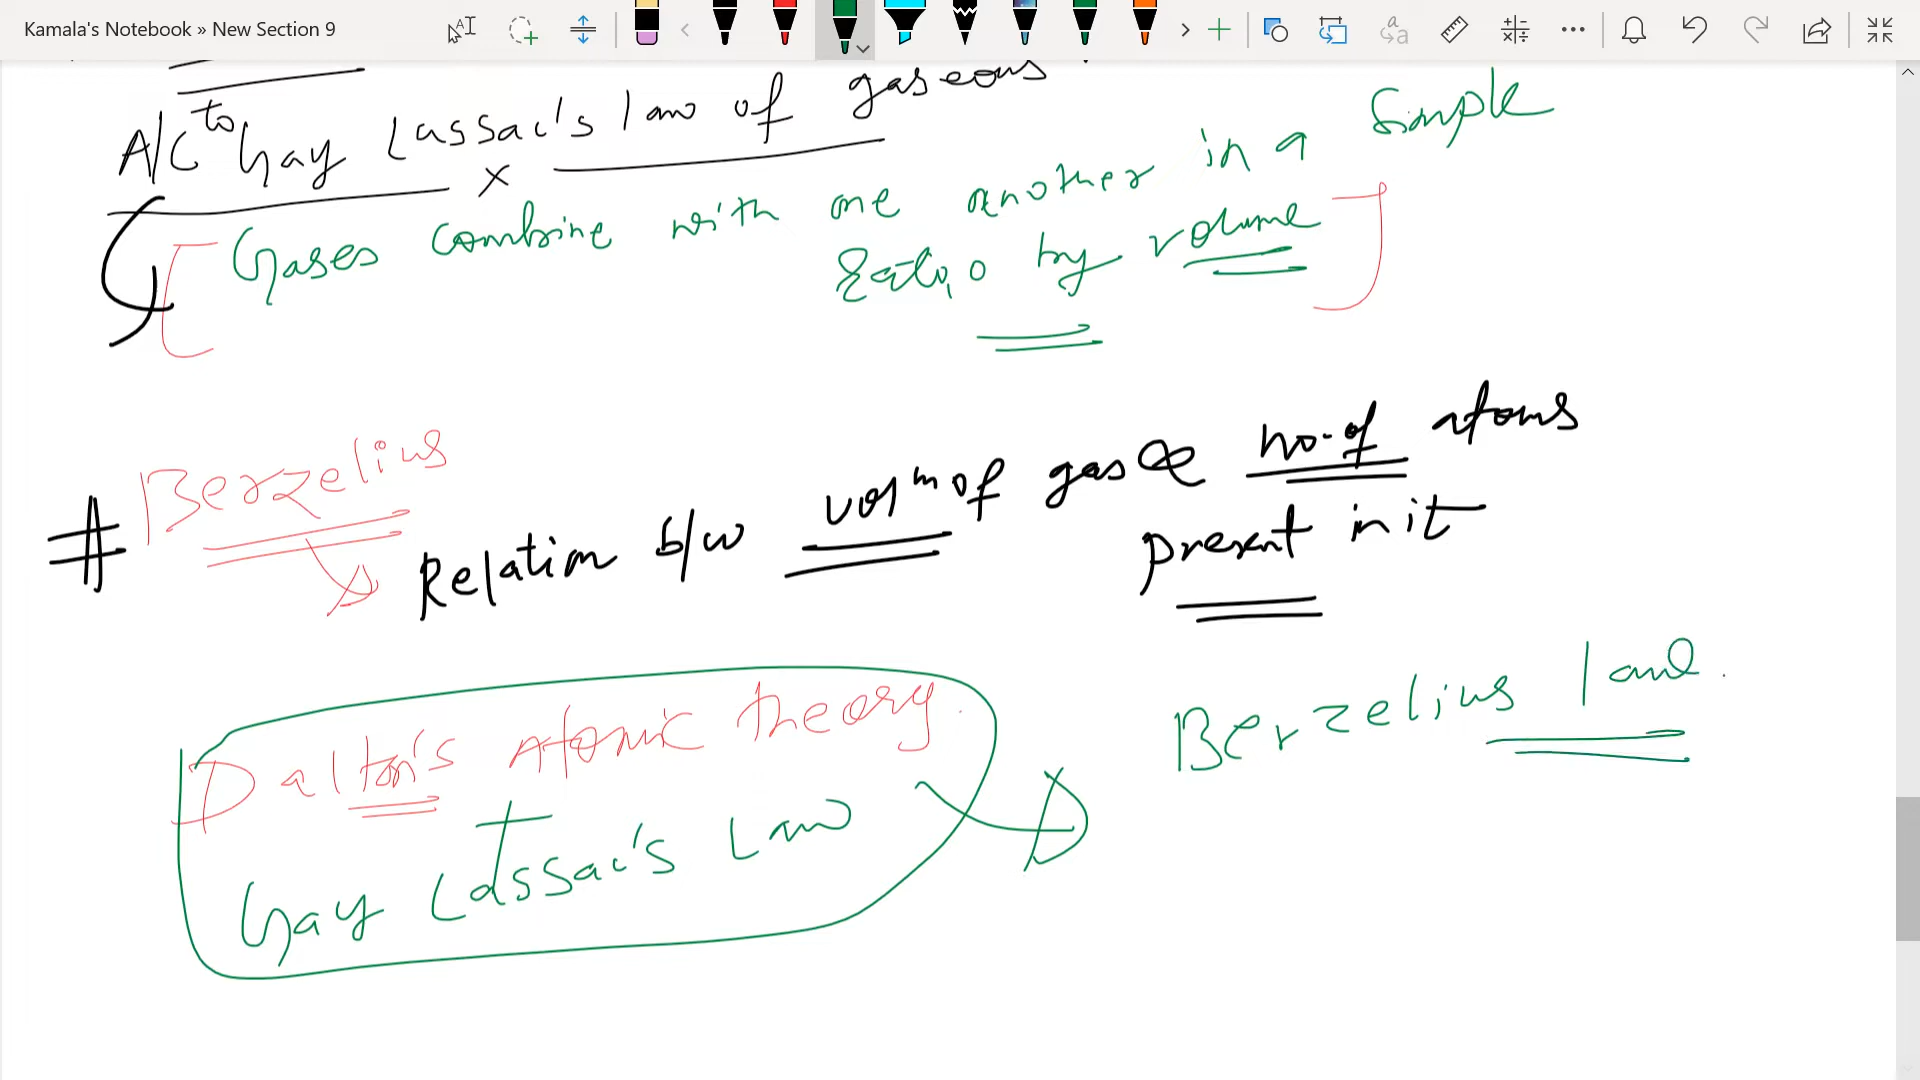 Kamala's Notebook » New Section 9
A/C to Gay Lussac's law of gaseous
Gases combine with one another in a Simple
Ratio by volume
# Berzelius
Relation b/w volm of gas & no. of atoms
present in it
Dalton's Atomic theory.
+
Gay Lussac's Law
Berzelius law.